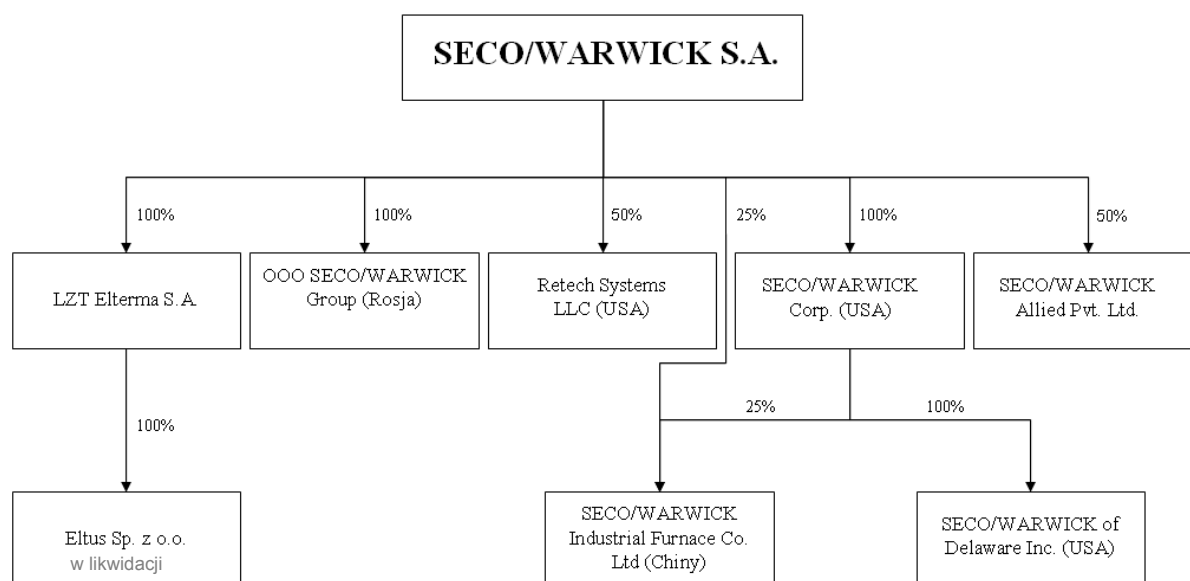 SECO/WARWICK S.A.
100%
100%
50%
25%
100%
50%
LZT Elterma S.A.
OOO SECO/WARWICK
Group (Rosja)
Retech Systems
LLC (USA)
SECO/WARWICK
Corp. (USA)
SECO/WARWICK
Allied Pvt. Ltd.
100%
25%
100%
Eltus Sp. z o.o.
w likwidacji
SECO/WARWICK
Industrial Furnace Co.
Ltd (Chiny)
SECO/WARWICK of
Delaware Inc. (USA)